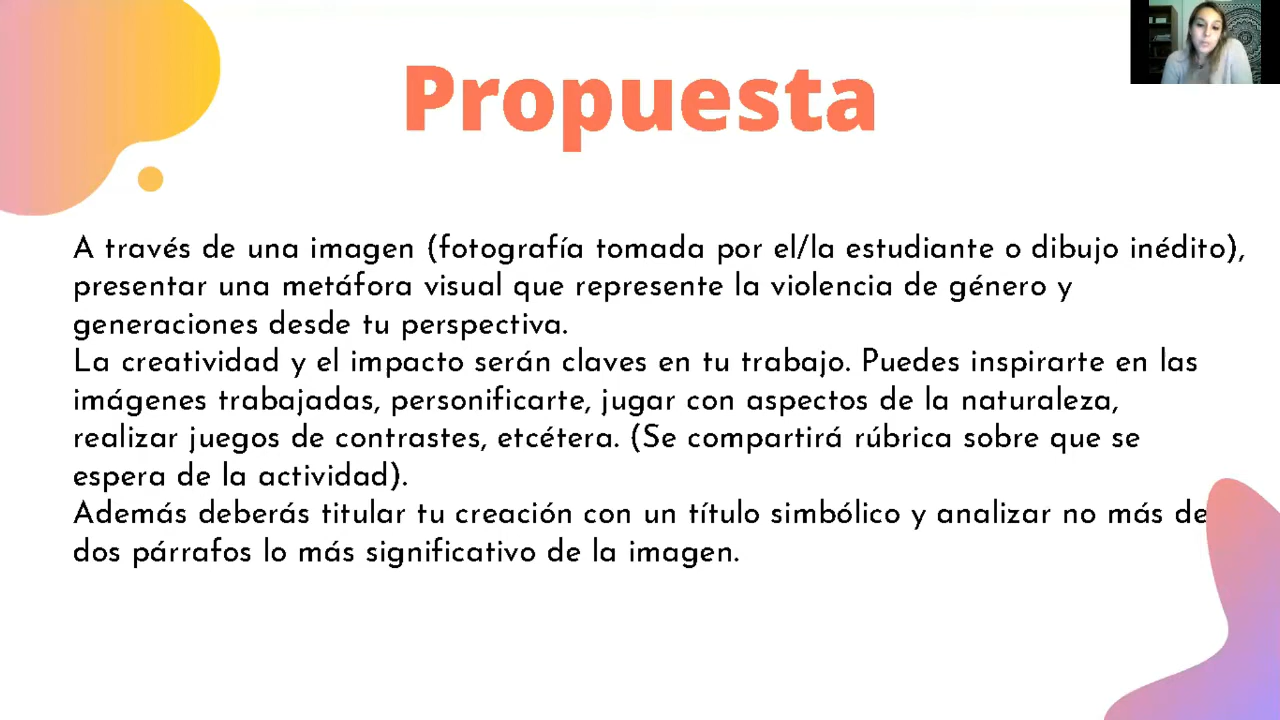 Propuesta
A través de una imagen (fotografía tomada por el/la estudiante o dibujo inédito),
presentar una metáfora visual que represente la violencia de género y
generaciones desde tu perspectiva.
La creatividad y el impacto serán claves en tu trabajo. Puedes inspirarte en las
imágenes trabajadas, personificarte, jugar con aspectos de la naturaleza,
realizar juegos de contrastes, etcétera. (Se compartirá rúbrica sobre que se
espera de la actividad).
Además deberás titular tu creación con un título simbólico y analizar no más de
dos párrafos lo más significativo de la imagen.